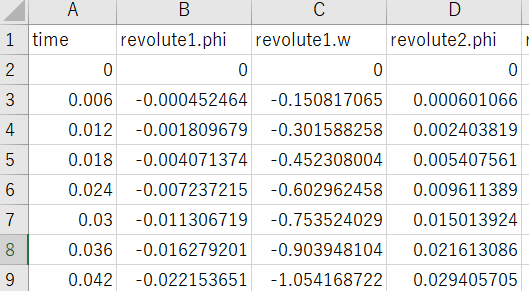 A B C D
1 time revolute1.phi revolute1.w revolute2.phi
2 0 0 0 0
3 0.006 -0.000452464 -0.150817065 0.000601066
4 0.012 -0.001809679 -0.301588258 0.002403819
5 0.018 -0.004071374 -0.452308004 0.005407561
6 0.024 -0.007237215 -0.602962458 0.009611389
7 0.03 -0.011306719 -0.753524029 0.015013924
8 0.036 -0.016279201 -0.903948104 0.021613086
9 0.042 -0.022153651 -1.054168722 0.029405705